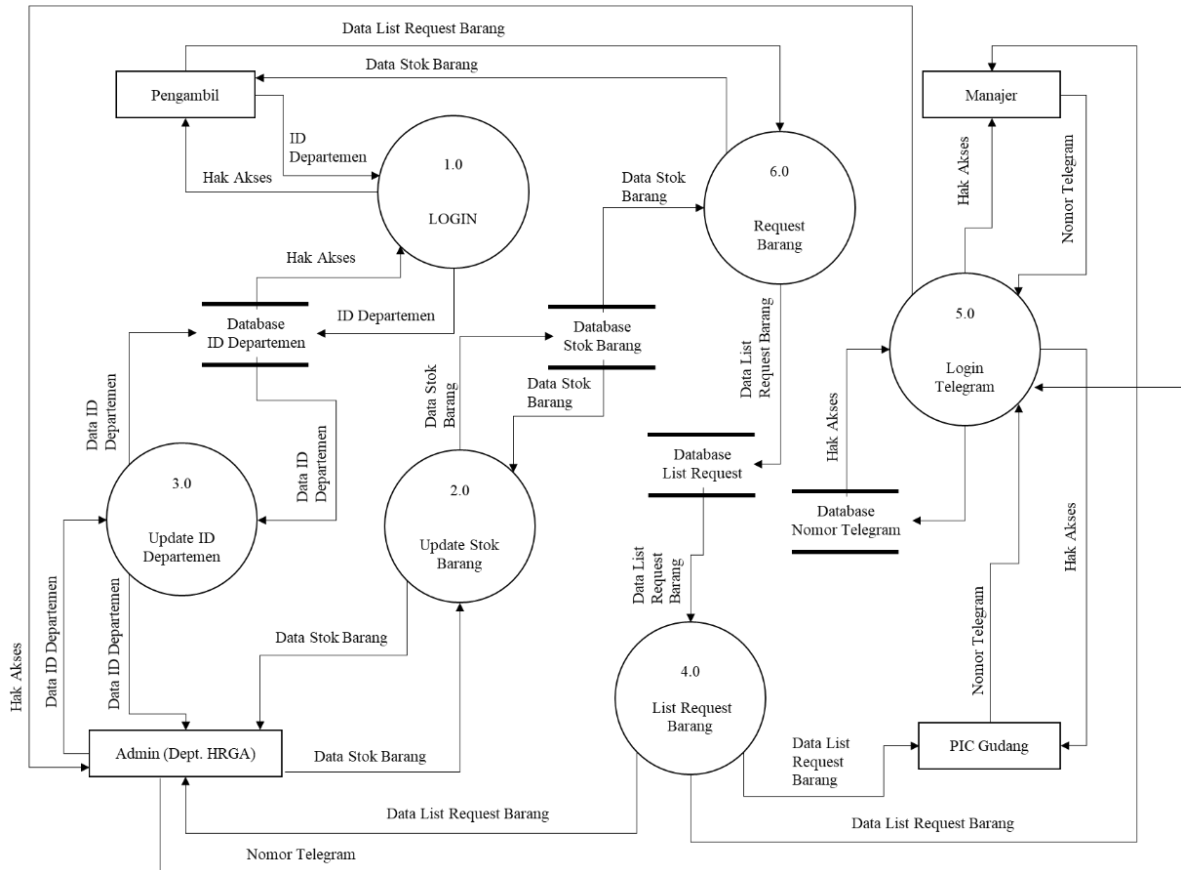 Data List Request Barang
Data Stok Barang
Pengambil
Manajer
ID
Departemen
Hak Akses
1.0
LOGIN
6.0
Request
Barang
Data Stok
Barang
Hak Akses
Nomor Telegram
Hak Akses
Database
ID Departemen
ID Departemen
Database
Stok Barang
Data List
Request Barang
5.0
Login
Telegram
Data ID
Departemen
Data ID
Departemen
Data Stok
Barang
Data Stok
Barang
Database
List Request
Hak Akses
Database
Nomor Telegram
3.0
Update ID
Departemen
2.0
Update Stok
Barang
Data List
Request
Barang
Hak Akses
Hak Akses
Data ID Departemen
Data ID Departemen
Data Stok Barang
4.0
List Request
Barang
Nomor Telegram
Admin (Dept. HRGA)
Data Stok Barang
Data List
Request
Barang
PIC Gudang
Data List Request Barang
Data List Request Barang
Nomor Telegram